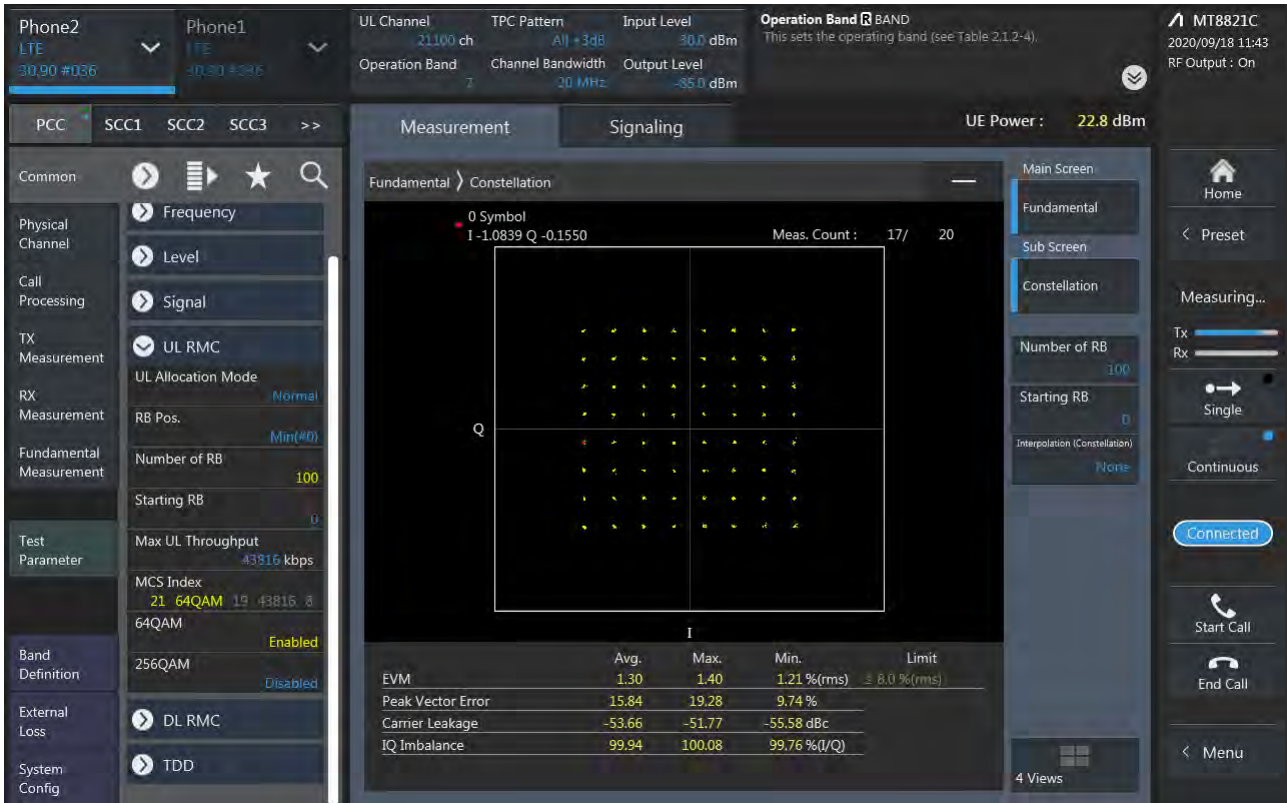 Phone2
LTE
30.90 #036
Phone1
LTE
UL Channel
21100 ch
TPC Pattern
All +3dB
Input Level
30.0 dBm
Operation Band
7
Channel Bandwidth
20 MHz
Output Level
-85.0 dBm
Operation Band R BAND
This sets the operating band (see Table 2.1.2-4).
MT8821C
2020/09/18 11:43
RF Output : On
PCC SCC1 SCC2 SCC3 >>
Measurement
Signaling
UE Power : 22.8 dBm
Common
Physical
Channel
Call
Processing
TX
Measurement
RX
Measurement
Fundamental
Measurement
Test
Parameter
Band
Definition
External
Loss
System
Config
Frequency
Level
Signal
UL RMC
UL Allocation Mode
Normal
RB Pos.
Min(#0)
Number of RB
100
Starting RB
0
Max UL Throughput
43816 kbps
MCS Index
21 64QAM 19 43816 8
64QAM
Enabled
256QAM
Disabled
DL RMC
TDD
Fundamental 〉 Constellation
0 Symbol
I -1.0839 Q -0.1550
Meas. Count : 17/ 20
Q
I
Avg. Max. Min. Limit
EVM 1.30 1.40 1.21 %(rms) ≤ 8.0 %(rms)
Peak Vector Error 15.84 19.28 9.74 %
Carrier Leakage -53.66 -51.77 -55.58 dBc
IQ Imbalance 99.94 100.08 99.76 %(I/Q)
Main Screen
Fundamental
Sub Screen
Constellation
Number of RB
100
Starting RB
0
Interpolation (Constellation)
None
4 Views
Home
< Preset
Measuring...
Tx
Rx
Single
Continuous
Connected
Start Call
End Call
< Menu